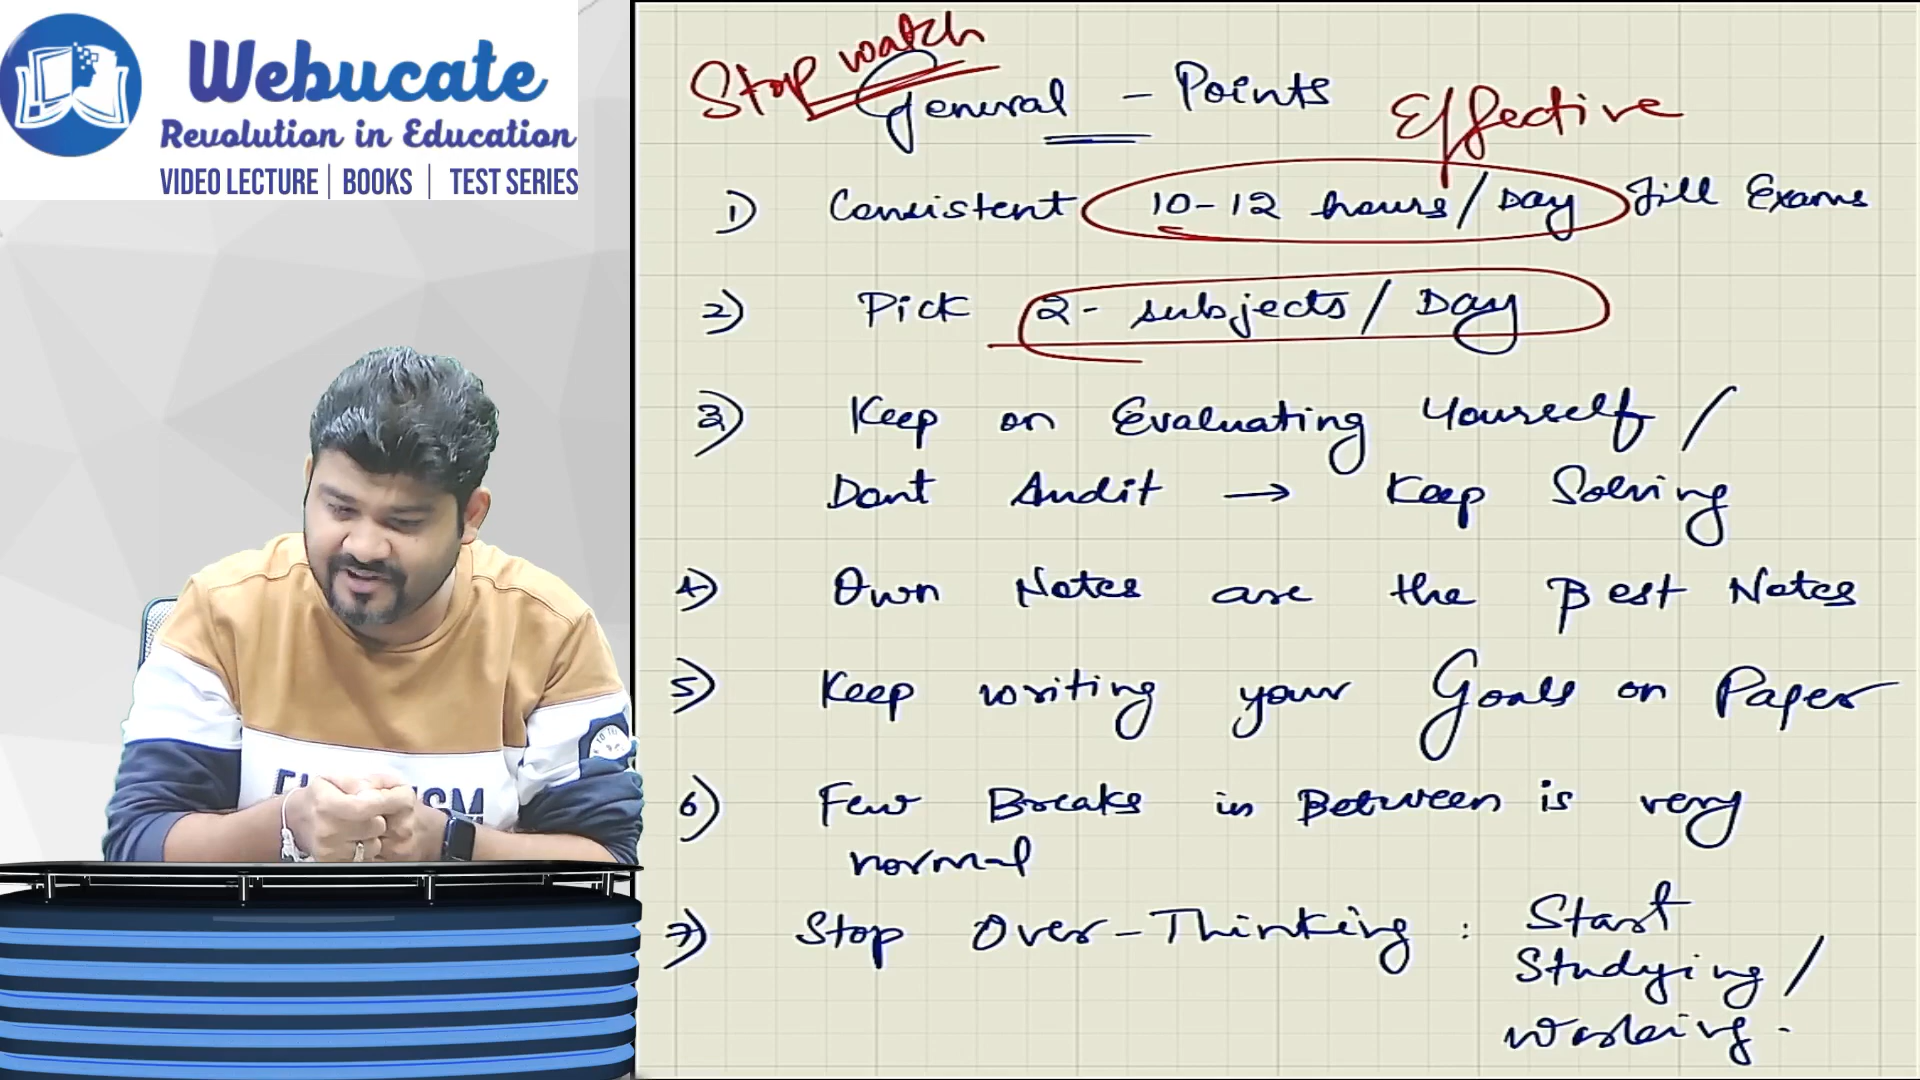 Webucate
Revolution in Education
VIDEO LECTURE | BOOKS | TEST SERIES
Stop watch
General - Points Effective
1) Consistent 10-12 hours/Day Till Exams
2) Pick 2- subjects/ Day
3) Keep on Evaluating Yourself /
Dont Audit → Keep Solving
4) Own Notes are the Best Notes
5) Keep writing your Goals on Paper
6) Few Breaks in Between is very
normal
7) Stop Over-Thinking : Start
Studying /
working.